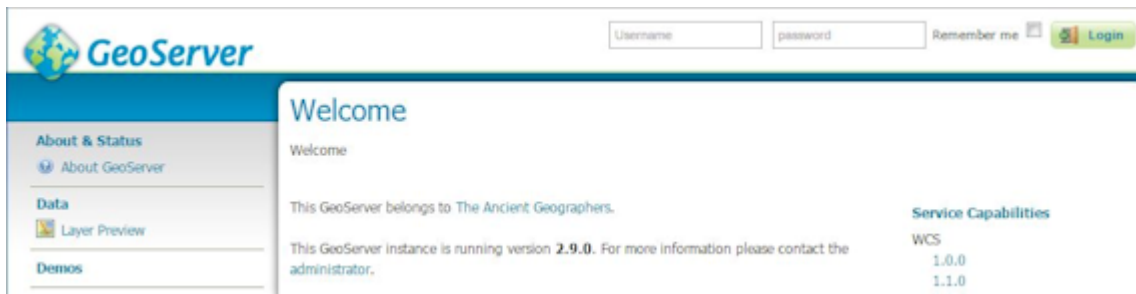 GeoServer
Username
password
Remember me
Login
Welcome
About & Status
About GeoServer
Data
Layer Preview
Demos
Welcome
This GeoServer belongs to The Ancient Geographers.
This GeoServer instance is running version 2.9.0. For more information please contact the
administrator.
Service Capabilities
WCS
1.0.0
1.1.0